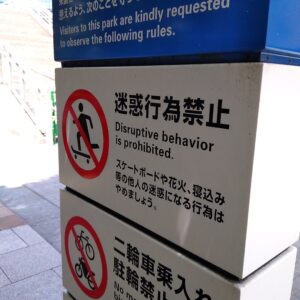 Visitors to this park are kindly requested
to observe the following rules.
迷惑行為禁止
Disruptive behavior
is prohibited.
スケートボードや花火、寝込み
等の他人の迷惑になる行為は
やめましょう。
二輪車乗入れ
駐輪禁止